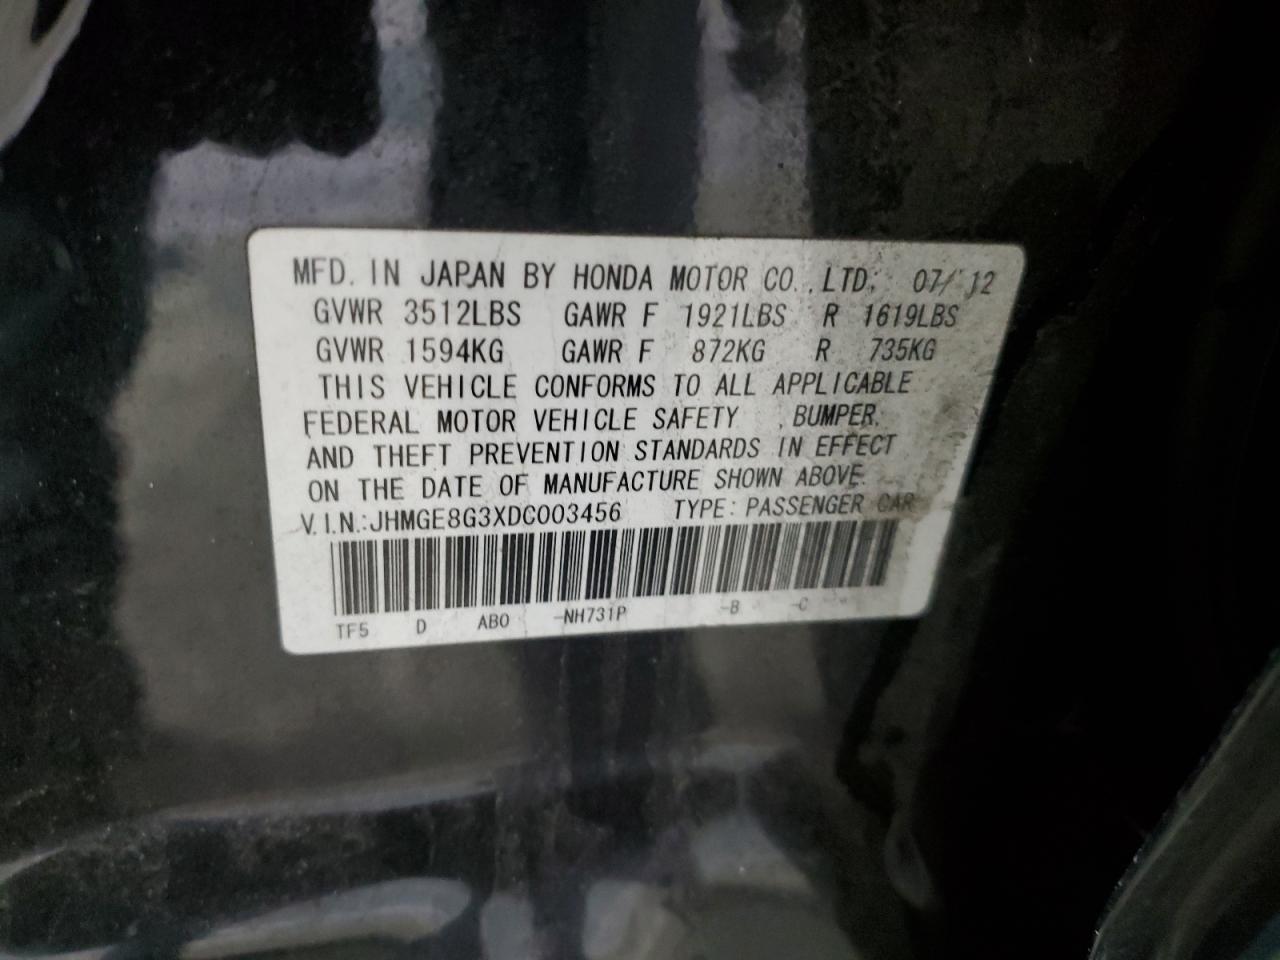 MFD. IN JAPAN BY HONDA MOTOR CO.,LTD. 07/12
GVWR 3512LBS GAWR F 1921LBS R 1619LBS
GVWR 1594KG GAWR F 872KG R 735KG
THIS VEHICLE CONFORMS TO ALL APPLICABLE
FEDERAL MOTOR VEHICLE SAFETY , BUMPER,
AND THEFT PREVENTION STANDARDS IN EFFECT
ON THE DATE OF MANUFACTURE SHOWN ABOVE.
V.I.N.:JHMGE8G3XDC003456 TYPE:PASSENGER CAR
TF5 D AB0 -NH731P -B -C